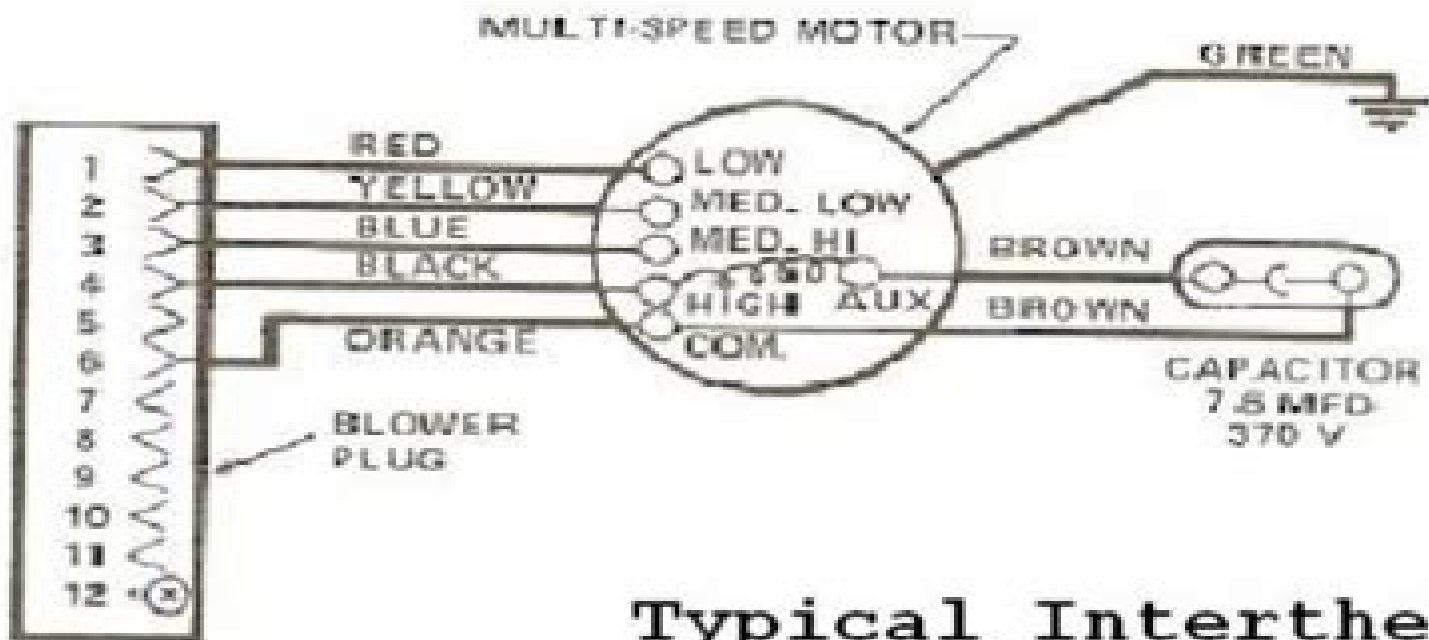 MULTI-SPEED MOTOR
GREEN
1
RED
LOW
2
YELLOW
MED. LOW
3
BLUE
MED. HI
BROWN
4
BLACK
HIGH
AUX
BROWN
5
ORANGE
COM.
6
CAPACITOR
7
MFD
370 V
8
BLOWER
PLUG
9
10
11
12
Typical Interthe